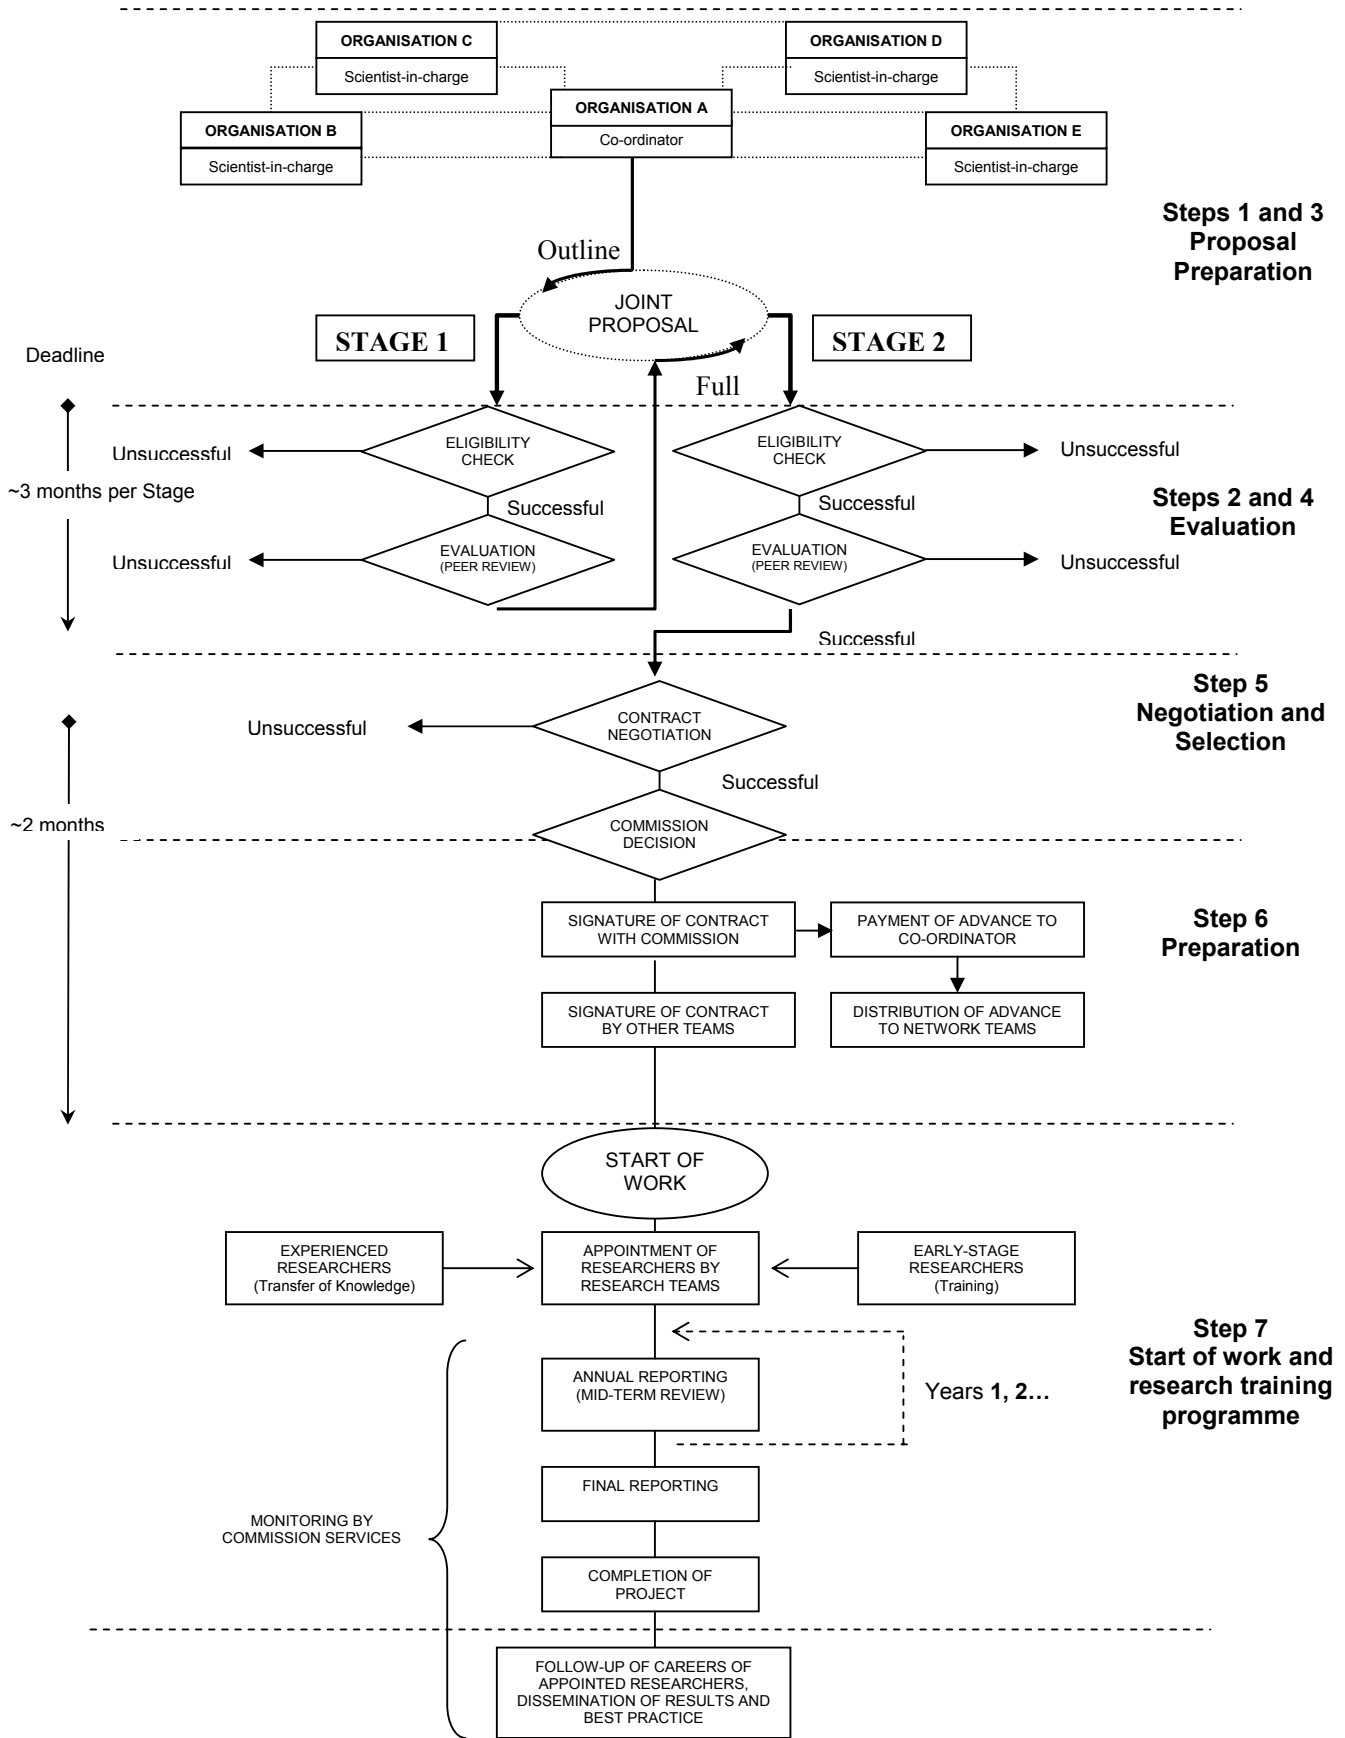 ORGANISATION C
Scientist-in-charge
ORGANISATION D
Scientist-in-charge
ORGANISATION A
Co-ordinator
ORGANISATION B
Scientist-in-charge
ORGANISATION E
Scientist-in-charge
Steps 1 and 3
Proposal
Preparation
Outline
JOINT
PROPOSAL
STAGE 1
STAGE 2
Deadline
Full
ELIGIBILITY
CHECK
Unsuccessful
ELIGIBILITY
CHECK
Unsuccessful
~3 months per Stage
Successful
Successful
Steps 2 and 4
Evaluation
EVALUATION
(PEER REVIEW)
Unsuccessful
EVALUATION
(PEER REVIEW)
Unsuccessful
Successful
Step 5
Negotiation and
Selection
CONTRACT
NEGOTIATION
Unsuccessful
Successful
~2 months
COMMISSION
DECISION
SIGNATURE OF CONTRACT
WITH COMMISSION
PAYMENT OF ADVANCE TO
CO-ORDINATOR
Step 6
Preparation
SIGNATURE OF CONTRACT
BY OTHER TEAMS
DISTRIBUTION OF ADVANCE
TO NETWORK TEAMS
START OF
WORK
EXPERIENCED
RESEARCHERS
(Transfer of Knowledge)
APPOINTMENT OF
RESEARCHERS BY
RESEARCH TEAMS
EARLY-STAGE
RESEARCHERS
(Training)
Step 7
Start of work and
research training
programme
ANNUAL REPORTING
(MID-TERM REVIEW)
Years 1, 2…
FINAL REPORTING
MONITORING BY
COMMISSION SERVICES
COMPLETION OF
PROJECT
FOLLOW-UP OF CAREERS OF
APPOINTED RESEARCHERS,
DISSEMINATION OF RESULTS AND
BEST PRACTICE